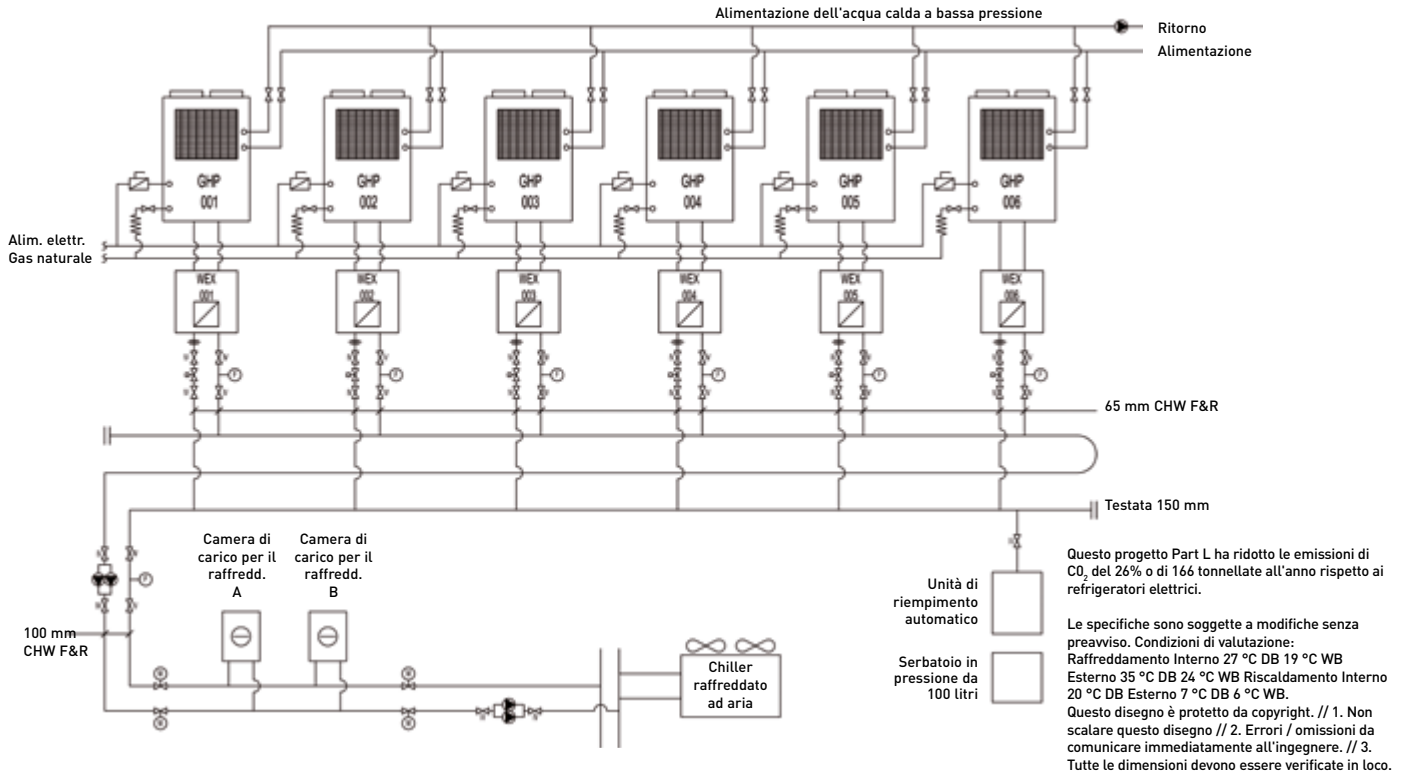 Alimentazione dell'acqua calda a bassa pressione
Ritorno
Alimentazione
GHP
001
GHP
002
GHP
003
GHP
004
GHP
005
GHP
006
Alim. elettr.
Gas naturale
WEX
001
WEX
002
WEX
003
WEX
004
WEX
005
WEX
006
65 mm CHW F&R
Testata 150 mm
Camera di
carico per il
raffredd.
A
Camera di
carico per il
raffredd.
B
100 mm
CHW F&R
Chiller
raffreddato
ad aria
Unità di
riempimento
automatico
Serbatoio in
pressione da
100 litri
Questo progetto Part L ha ridotto le emissioni di
C0₂ del 26% o di 166 tonnellate all'anno rispetto ai
refrigeratori elettrici.
Le specifiche sono soggette a modifiche senza
preavviso. Condizioni di valutazione:
Raffreddamento Interno 27 °C DB 19 °C WB
Esterno 35 °C DB 24 °C WB Riscaldamento Interno
20 °C DB Esterno 7 °C DB 6 °C WB.
Questo disegno è protetto da copyright. // 1. Non
scalare questo disegno // 2. Errori / omissioni da
comunicare immediatamente all'ingegnere. // 3.
Tutte le dimensioni devono essere verificate in loco.